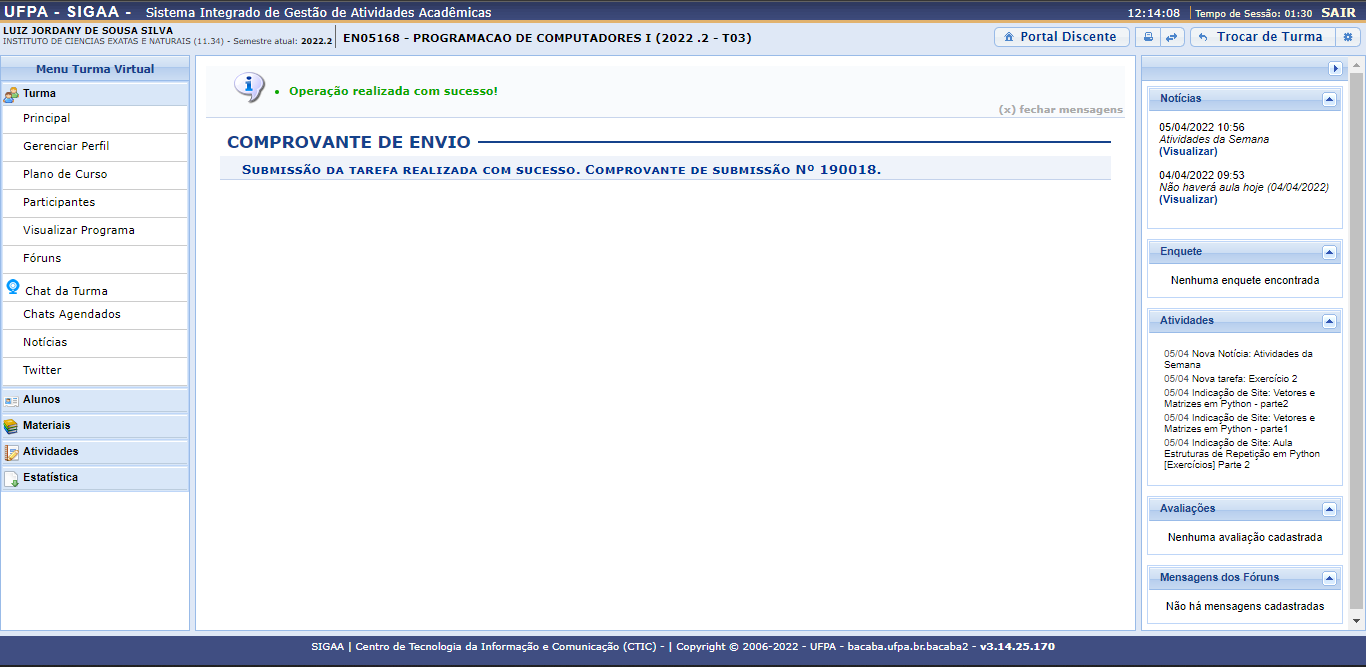 UFPA - SIGAA - Sistema Integrado de Gestão de Atividades Acadêmicas
12:14:08 Tempo de Sessão: 01:30 SAIR
LUIZ JORDANY DE SOUSA SILVA
INSTITUTO DE CIENCIAS EXATAS E NATURAIS (11.34) - Semestre atual: 2022.2
EN05168 - PROGRAMACAO DE COMPUTADORES I (2022 .2 - T03)
Portal Discente
Trocar de Turma
Menu Turma Virtual
Turma
Principal
Gerenciar Perfil
Plano de Curso
Participantes
Visualizar Programa
Fóruns
Chat da Turma
Chats Agendados
Notícias
Twitter
Alunos
Materiais
Atividades
Estatística
• Operação realizada com sucesso!
(x) fechar mensagens
COMPROVANTE DE ENVIO
SUBMISSÃO DA TAREFA REALIZADA COM SUCESSO. COMPROVANTE DE SUBMISSÃO Nº 190018.
Notícias
05/04/2022 10:56
Atividades da Semana
(Visualizar)
04/04/2022 09:53
Não haverá aula hoje (04/04/2022)
(Visualizar)
Enquete
Nenhuma enquete encontrada
Atividades
05/04 Nova Notícia: Atividades da
Semana
05/04 Nova tarefa: Exercício 2
05/04 Indicação de Site: Vetores e
Matrizes em Python - parte2
05/04 Indicação de Site: Vetores e
Matrizes em Python - parte1
05/04 Indicação de Site: Aula
Estruturas de Repetição em Python
[Exercícios] Parte 2
Avaliações
Nenhuma avaliação cadastrada
Mensagens dos Fóruns
Não há mensagens cadastradas
SIGAA | Centro de Tecnologia da Informação e Comunicação (CTIC) - | Copyright © 2006-2022 - UFPA - bacaba.ufpa.br.bacaba2 - v3.14.25.170